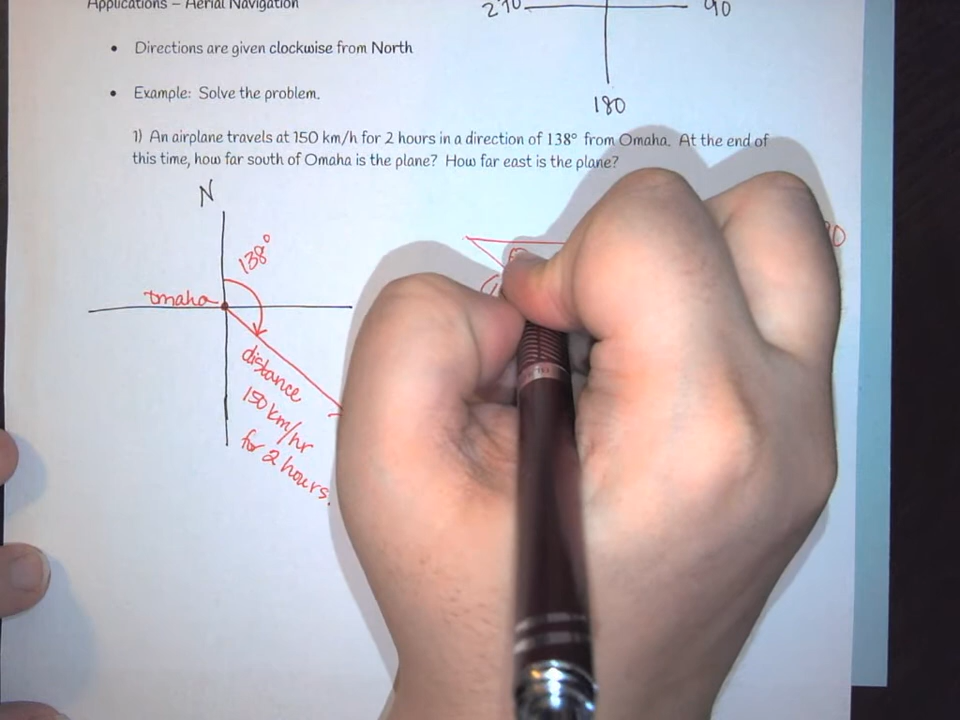 Applications – Aerial Navigation
270 90
• Directions are given clockwise from North
• Example: Solve the problem.
180
1) An airplane travels at 150 km/h for 2 hours in a direction of 138° from Omaha. At the end of
this time, how far south of Omaha is the plane? How far east is the plane?
N
138°
Omaha
distance
150 km/hr
for 2 hours.